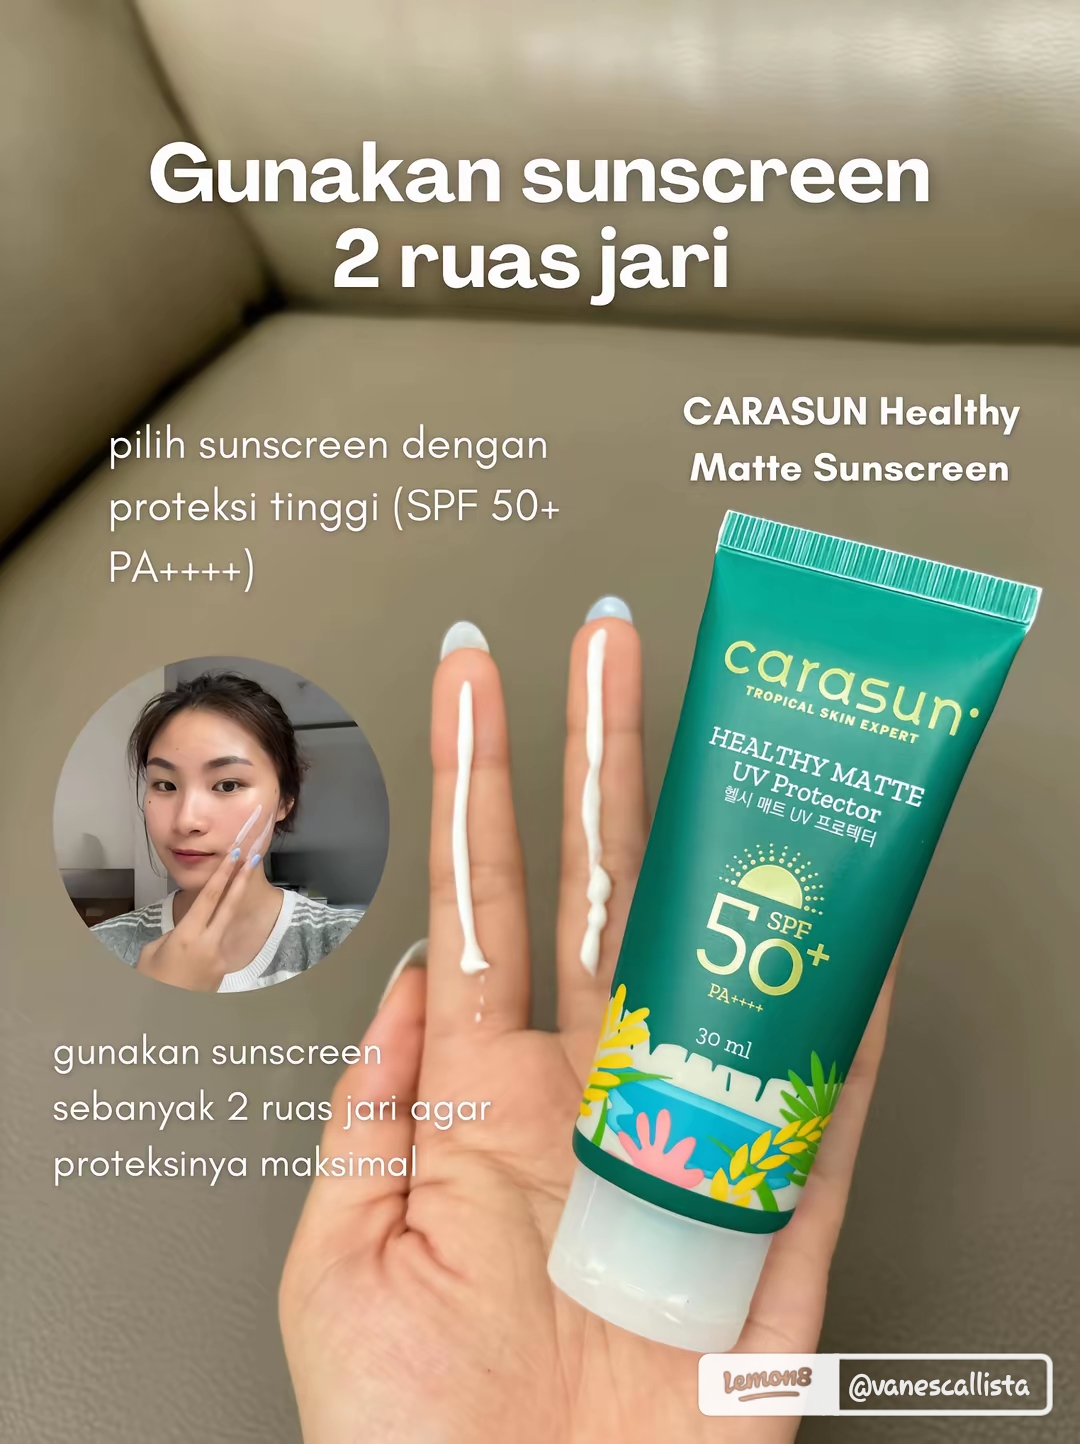 Gunakan sunscreen
2 ruas jari
pilih sunscreen dengan
proteksi tinggi (SPF 50+
PA++++)
CARASUN Healthy
Matte Sunscreen
carasun
TROPICAL SKIN EXPERT
HEALTHY MATTE
UV Protector
헬시 매트 UV 프로텍터
SPF
50+
PA++++
30 ml
gunakan sunscreen
sebanyak 2 ruas jari agar
proteksinya maksimal
Lemon8
@vanescallista